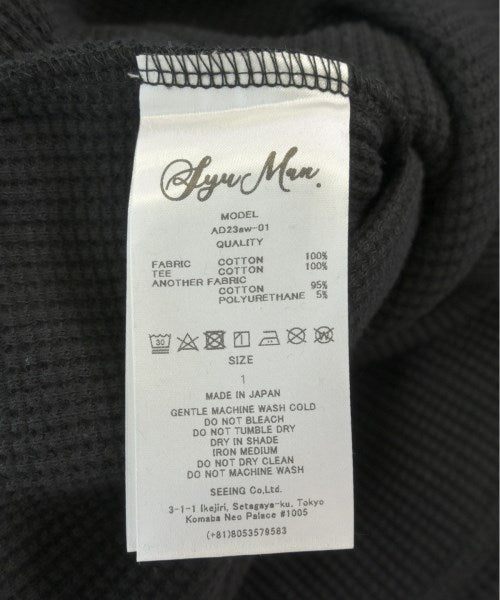 Syu Man.
MODEL
AD23aw-01
QUALITY
FABRIC COTTON 100%
TEE COTTON 100%
ANOTHER FABRIC
COTTON 95%
POLYURETHANE 5%
30
SIZE
1
MADE IN JAPAN
GENTLE MACHINE WASH COLD
DO NOT BLEACH
DO NOT TUMBLE DRY
DRY IN SHADE
IRON MEDIUM
DO NOT DRY CLEAN
DO NOT MACHINE WASH
SEEING Co,Ltd.
3-1-1 Ikejiri, Setagaya-ku, Tokyo
Komaba Neo Palace #1005
(+81)8053579583